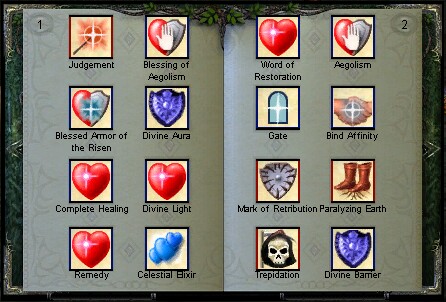 1
Judgement
Blessing of
Aegolism
Blessed Armor of
the Risen
Divine Aura
Complete Healing
Divine Light
Remedy
Celestial Elixir
2
Word of
Restoration
Aegolism
Gate
Bind Affinity
Mark of Retribution
Paralyzing Earth
Trepidation
Divine Barrier